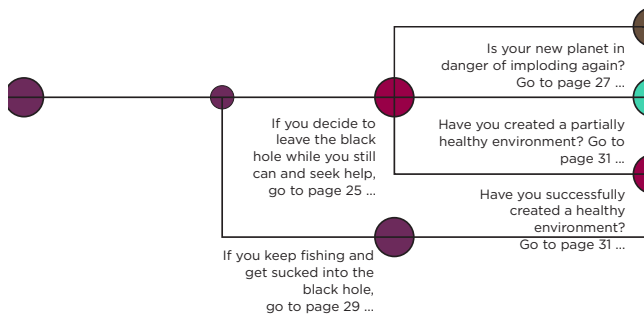 Is your new planet in
danger of imploding again?
Go to page 27 ...
If you decide to
leave the black
hole while you still
can and seek help,
go to page 25 ...
Have you created a partially
healthy environment? Go to
page 31 ...
Have you successfully
created a healthy
environment?
Go to page 31 ...
If you keep fishing and
get sucked into the
black hole,
go to page 29 ...